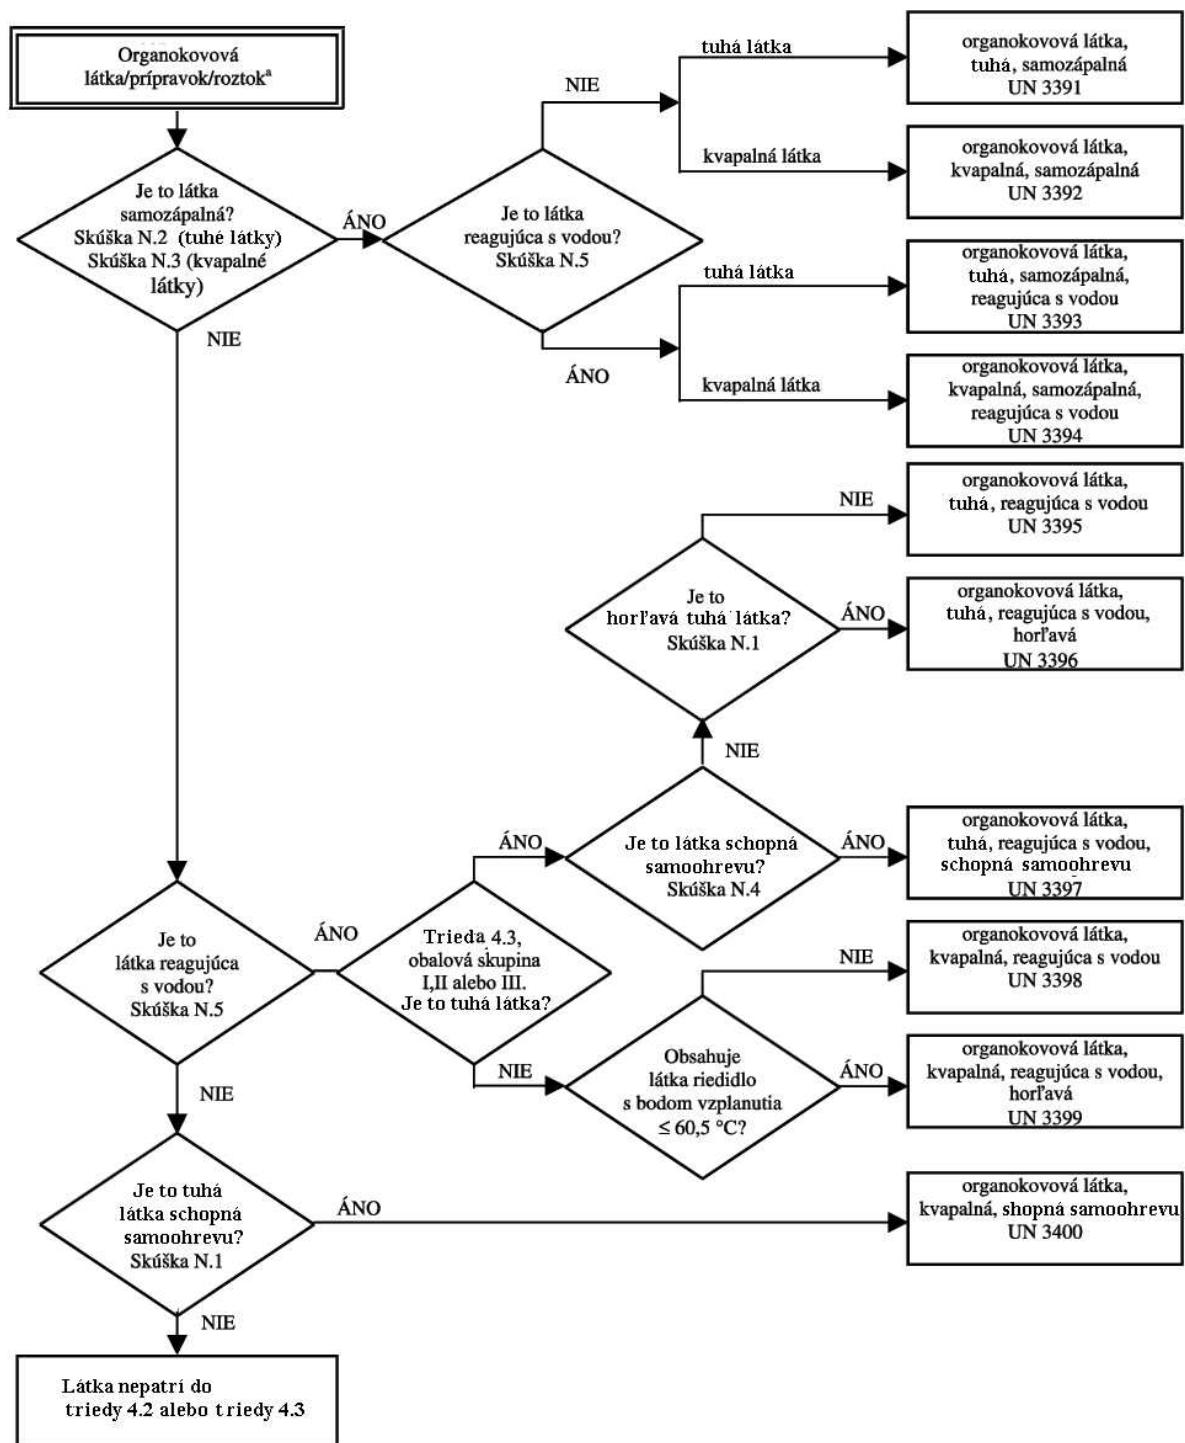 Organokovová
látka/prípravok/roztokª
Je to látka
samozápalná?
Skúška N.2 (tuhé látky)
Skúška N.3 (kvapalné
látky)
ÁNO
NIE
Je to látka
reagujúca s vodou?
Skúška N.5
NIE
ÁNO
tuhá látka
kvapalná látka
tuhá látka
kvapalná látka
organokovová látka,
tuhá, samozápalná
UN 3391
organokovová látka,
kvapalná, samozápalná
UN 3392
organokovová látka,
tuhá, samozápalná,
reagujúca s vodou
UN 3393
organokovová látka,
kvapalná, samozápalná,
reagujúca s vodou
UN 3394
NIE
organokovová látka,
tuhá, reagujúca s vodou
UN 3395
Je to
horľavá tuhá látka?
Skúška N.1
ÁNO
organokovová látka,
tuhá, reagujúca s vodou,
horľavá
UN 3396
NIE
Je to látka schopná
samoohrevu?
Skúška N.4
ÁNO
ÁNO
organokovová látka,
tuhá, reagujúca s vodou,
schopná samoohrevu
UN 3397
Je to
látka reagujúca
s vodou?
Skúška N.5
ÁNO
Trieda 4.3,
obalová skupina
I,II alebo III.
Je to tuhá látka?
NIE
NIE
organokovová látka,
kvapalná, reagujúca s vodou
UN 3398
Obsahuje
látka riedidlo
s bodom vzplanutia
≤ 60,5 °C?
ÁNO
organokovová látka,
kvapalná, reagujúca s vodou,
horľavá
UN 3399
NIE
Je to tuhá
látka schopná
samoohrevu?
Skúška N.1
ÁNO
organokovová látka,
kvapalná, shopná samoohrevu
UN 3400
NIE
Látka nepatrí do
triedy 4.2 alebo triedy 4.3